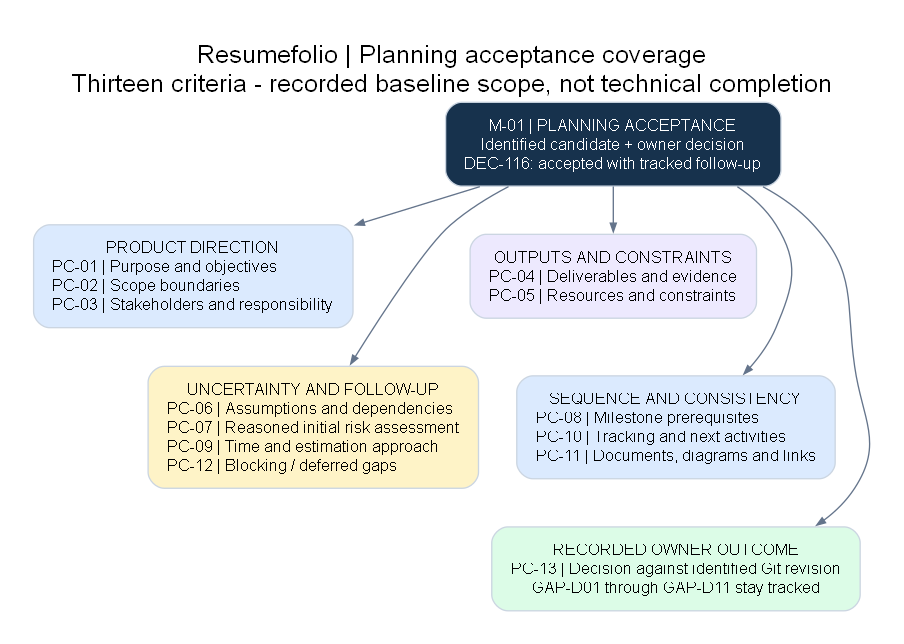 Resumefolio | Planning acceptance coverage
Thirteen criteria - recorded baseline scope, not technical completion
M-01 | PLANNING ACCEPTANCE
Identified candidate + owner decision
DEC-116: accepted with tracked follow-up
PRODUCT DIRECTION
PC-01 | Purpose and objectives
PC-02 | Scope boundaries
PC-03 | Stakeholders and responsibility
OUTPUTS AND CONSTRAINTS
PC-04 | Deliverables and evidence
PC-05 | Resources and constraints
UNCERTAINTY AND FOLLOW-UP
PC-06 | Assumptions and dependencies
PC-07 | Reasoned initial risk assessment
PC-09 | Time and estimation approach
PC-12 | Blocking / deferred gaps
SEQUENCE AND CONSISTENCY
PC-08 | Milestone prerequisites
PC-10 | Tracking and next activities
PC-11 | Documents, diagrams and links
RECORDED OWNER OUTCOME
PC-13 | Decision against identified Git revision
GAP-D01 through GAP-D11 stay tracked